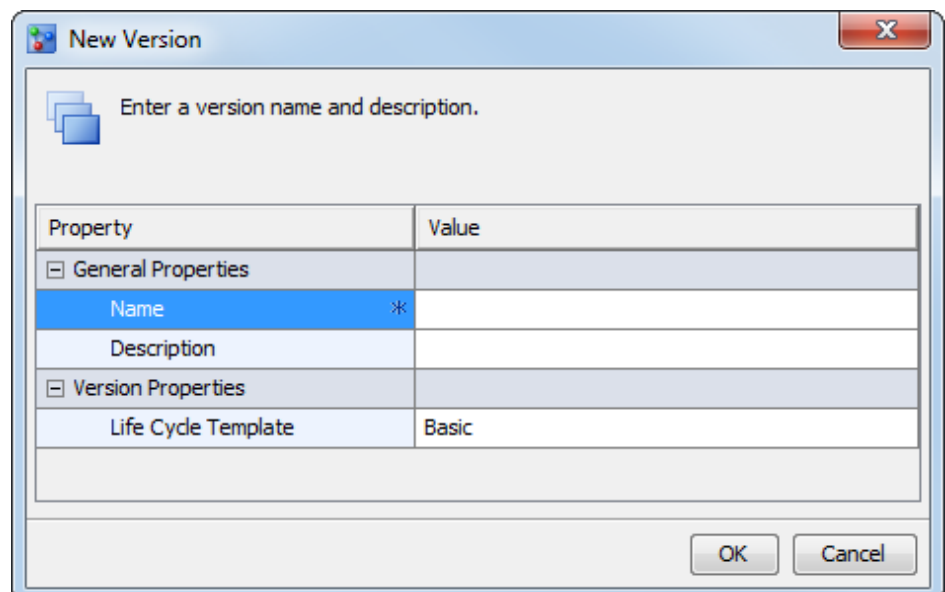 New Version
Enter a version name and description.
Property Value
General Properties
Name *
Description
Version Properties
Life Cycle Template Basic
OK Cancel